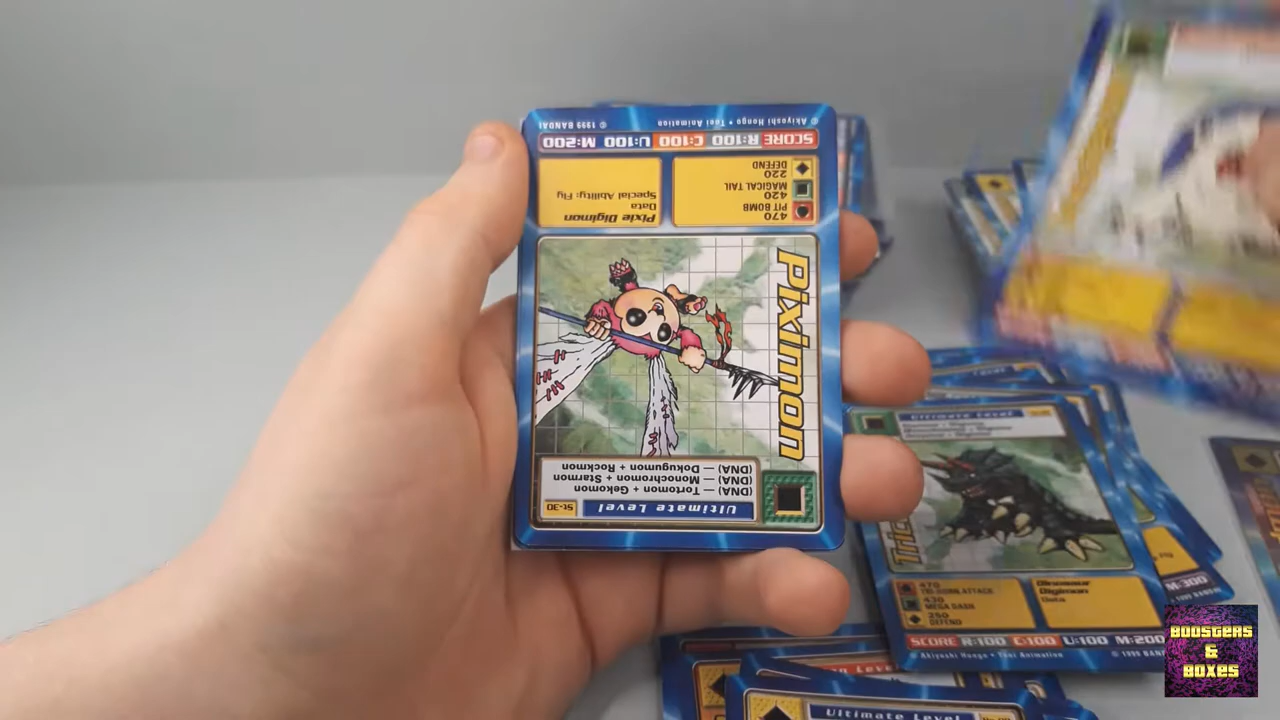 Ultimate Level
St-30
Tortomon + Gekomon (DNA)
Monochromon + Starmon — (DNA)
Dokugumon + Rockmon — (DNA)
Piximon
470
PIT BOMB
420
MAGICAL TAIL
220
DEFEND
Pixie Digimon
Data
Special Ability: Fly
SCORE R:100 C:100 U:100 M:200
© Akiyoshi Hongo • Toei Animation © 1999 BANDAI
Ultimate Level
Tric
470
TRI-HORN ATTACK
430
MEGA DASH
250
DEFEND
Dinosaur
Digimon
Data
SCORE R:100 C:100 U:100 M:200
© Akiyoshi Hongo • Toei Animation © 1999 BANDA
M:300
Level
Ultimate Level
BOOSTERS
&
BOXES